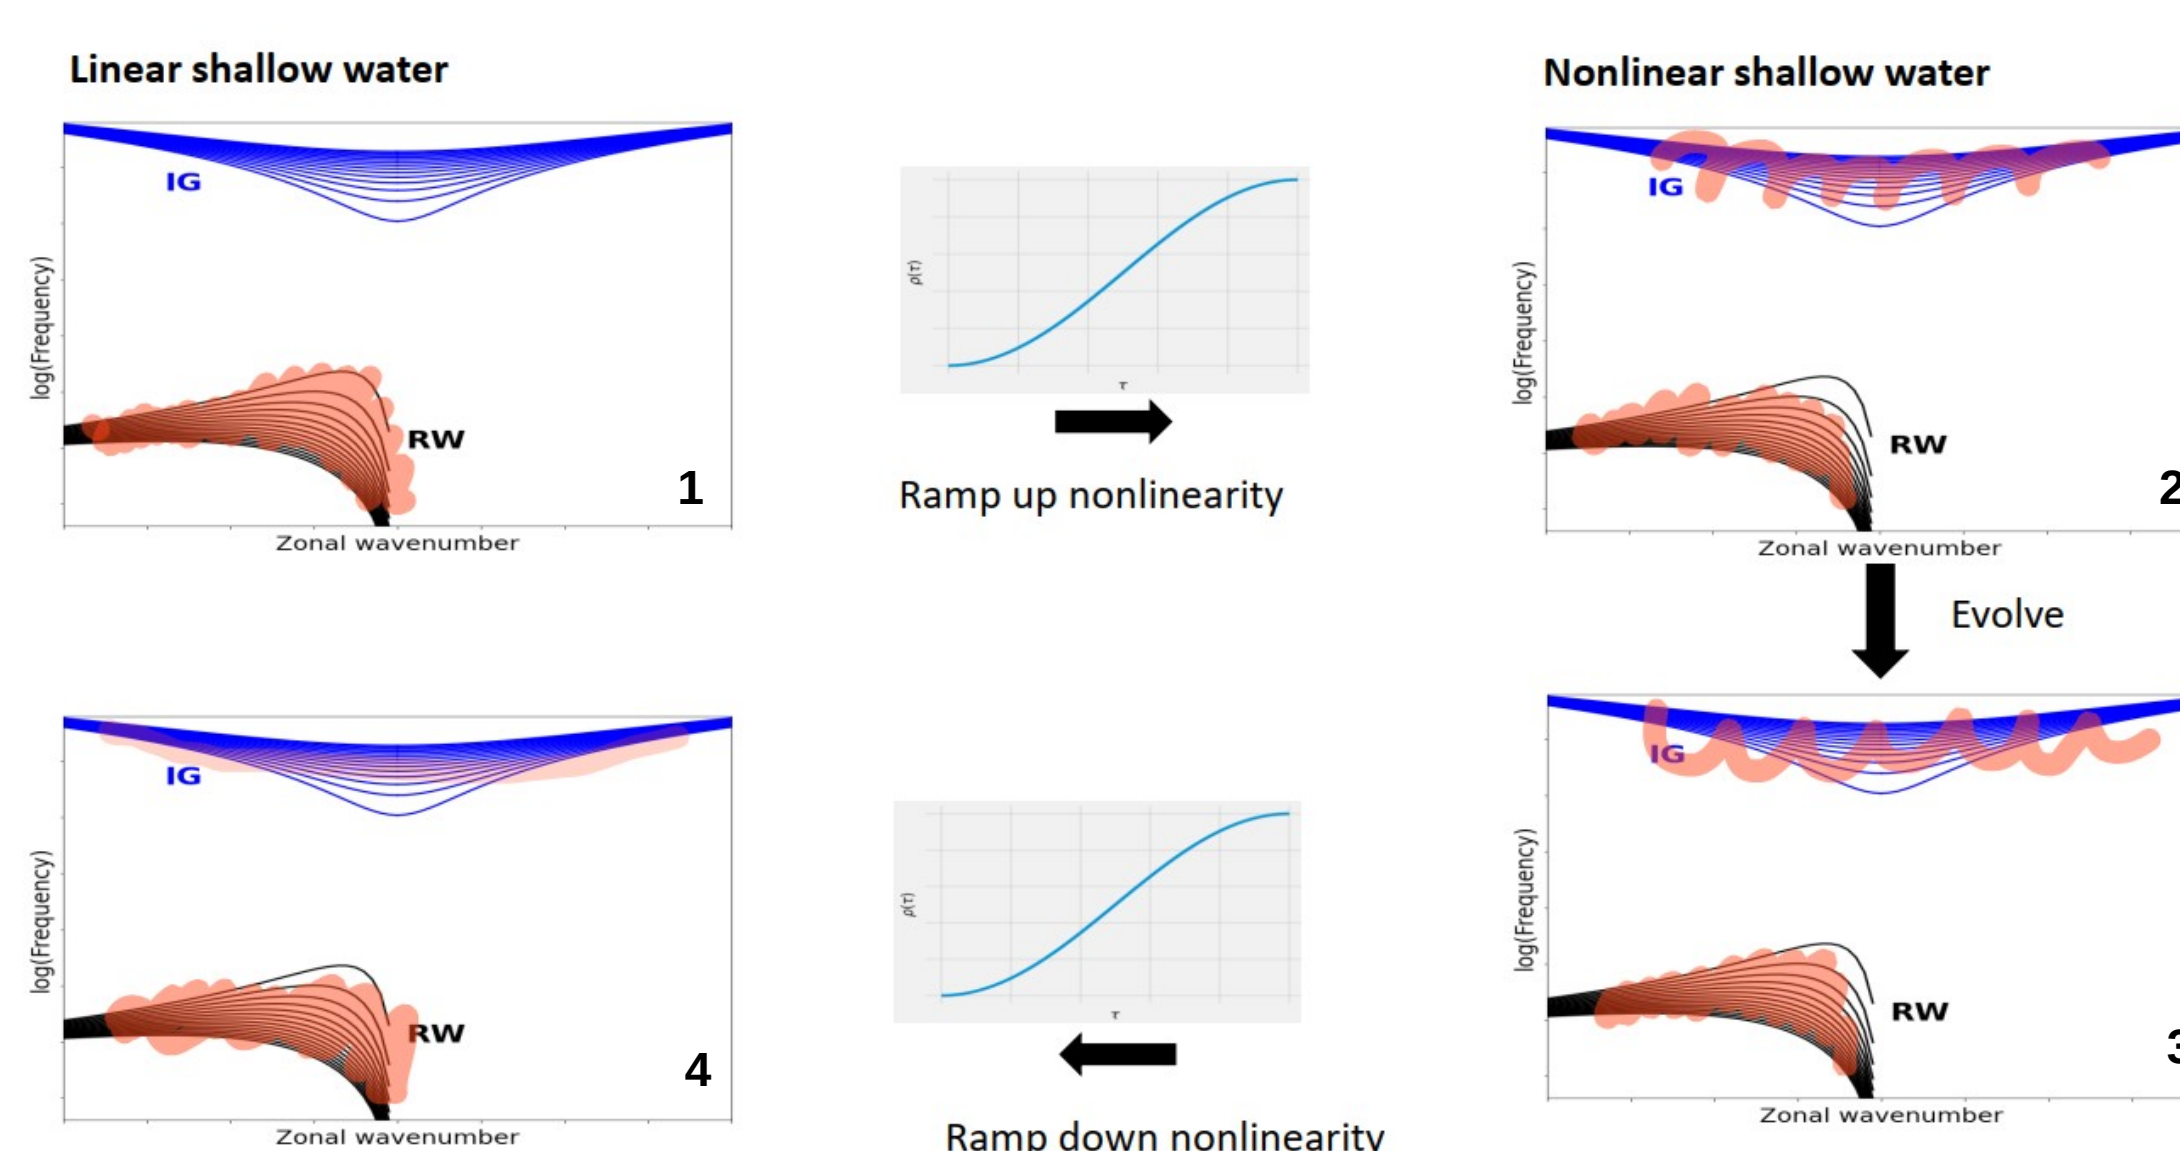 Linear shallow water
Nonlinear shallow water
IG
log(Frequency)
RW
1
Zonal wavenumber
ρ(τ)
τ
Ramp up nonlinearity
IG
log(Frequency)
RW
2
Zonal wavenumber
Evolve
IG
log(Frequency)
RW
4
Zonal wavenumber
ρ(τ)
τ
Ramp down nonlinearity
IG
log(Frequency)
RW
3
Zonal wavenumber